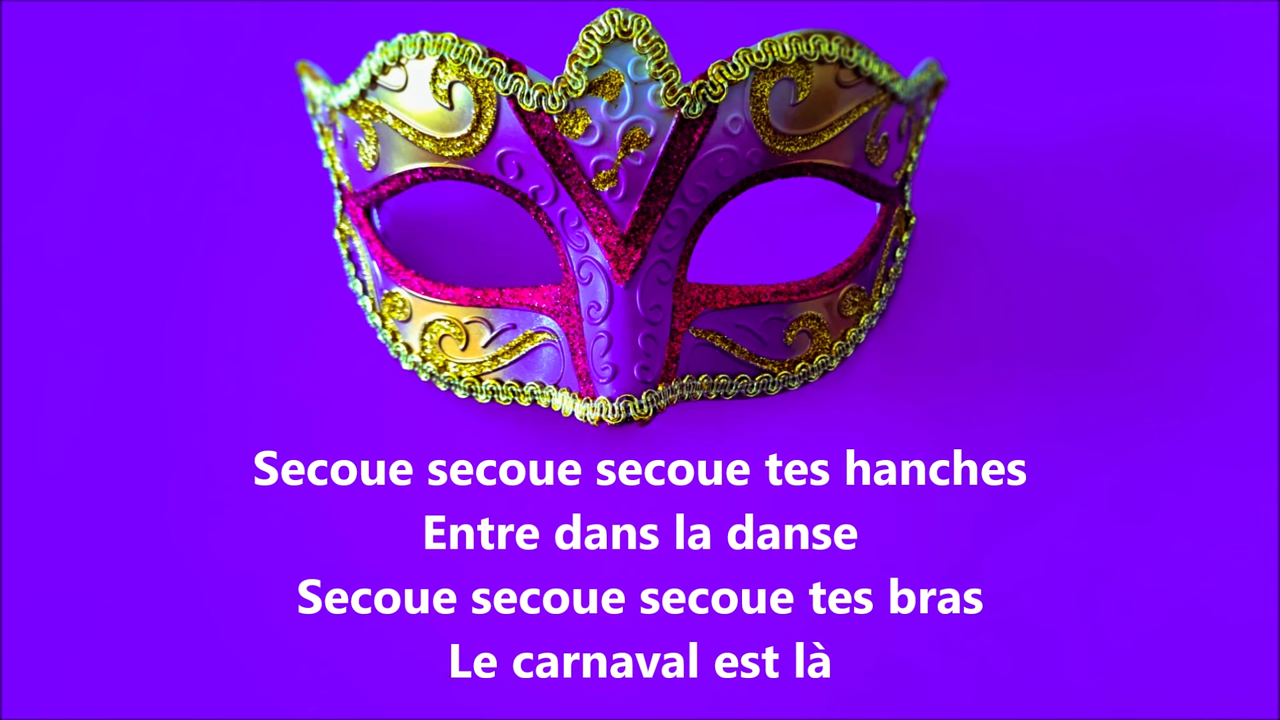 Secoue secoue secoue tes hanches
Entre dans la danse
Secoue secoue secoue tes bras
Le carnaval est là